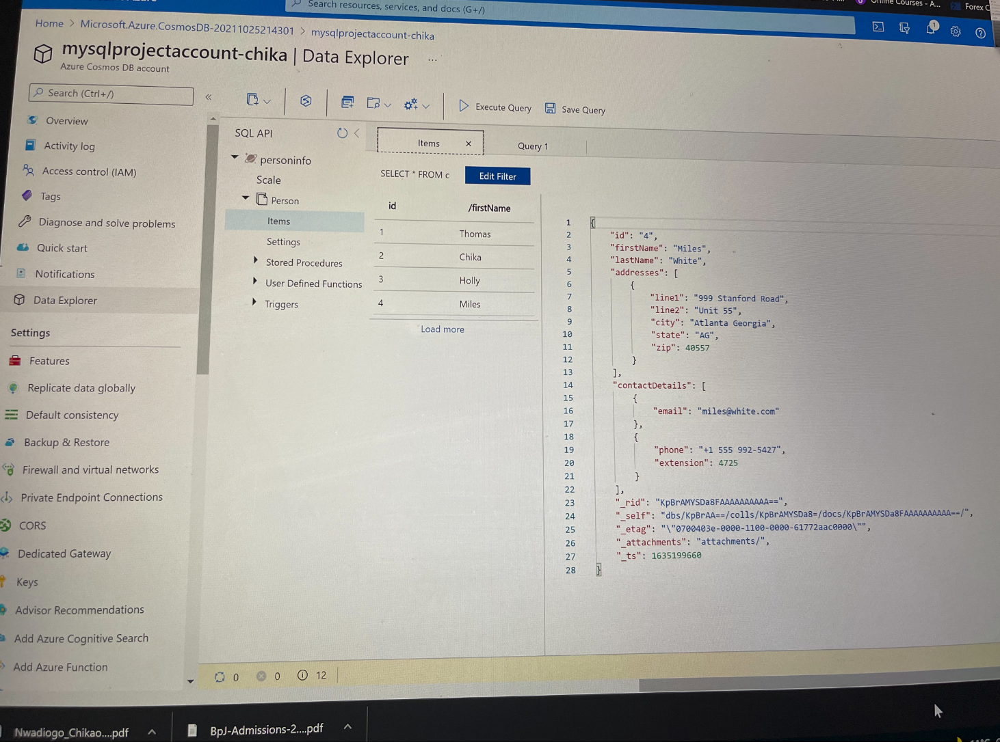 Search resources, services, and docs (G+/)
Online Courses - A...
Forex C
Home > Microsoft.Azure.CosmosDB-20211025214301 > mysqlprojectaccount-chika
mysqlprojectaccount-chika | Data Explorer ...
Azure Cosmos DB account
1
Search (Ctrl+/)
«
Execute Query
Save Query
Overview
Activity log
Access control (IAM)
Tags
Diagnose and solve problems
Quick start
Notifications
Data Explorer
Settings
Features
Replicate data globally
Default consistency
Backup & Restore
Firewall and virtual networks
Private Endpoint Connections
CORS
Dedicated Gateway
Keys
Advisor Recommendations
Add Azure Cognitive Search
Add Azure Function
SQL API
personinfo
Scale
Person
Items
Settings
Stored Procedures
User Defined Functions
Triggers
Items ×
Query 1
SELECT * FROM c
Edit Filter
id /firstName
1 Thomas
2 Chika
3 Holly
4 Miles
Load more
1 {
2 "id": "4",
3 "firstName": "Miles",
4 "lastName": "White",
5 "addresses": [
6 {
7 "line1": "999 Stanford Road",
8 "line2": "Unit 55",
9 "city": "Atlanta Georgia",
10 "state": "AG",
11 "zip": 40557
12 }
13 ],
14 "contactDetails": [
15 {
16 "email": "miles@white.com"
17 },
18 {
19 "phone": "+1 555 992-5427",
20 "extension": 4725
21 }
22 ],
23 "_rid": "KpBrAMYSDa8FAAAAAAAAAA==",
24 "_self": "dbs/KpBrAA==/colls/KpBrAMYSDa8=/docs/KpBrAMYSDa8FAAAAAAAAAA==/",
25 "_etag": "\"0700403e-0000-1100-0000-61772aac0000\"",
26 "_attachments": "attachments/",
27 "_ts": 1635199660
28 }
0 0 12
Nwadiogo_Chikao....pdf
BpJ-Admissions-2....pdf